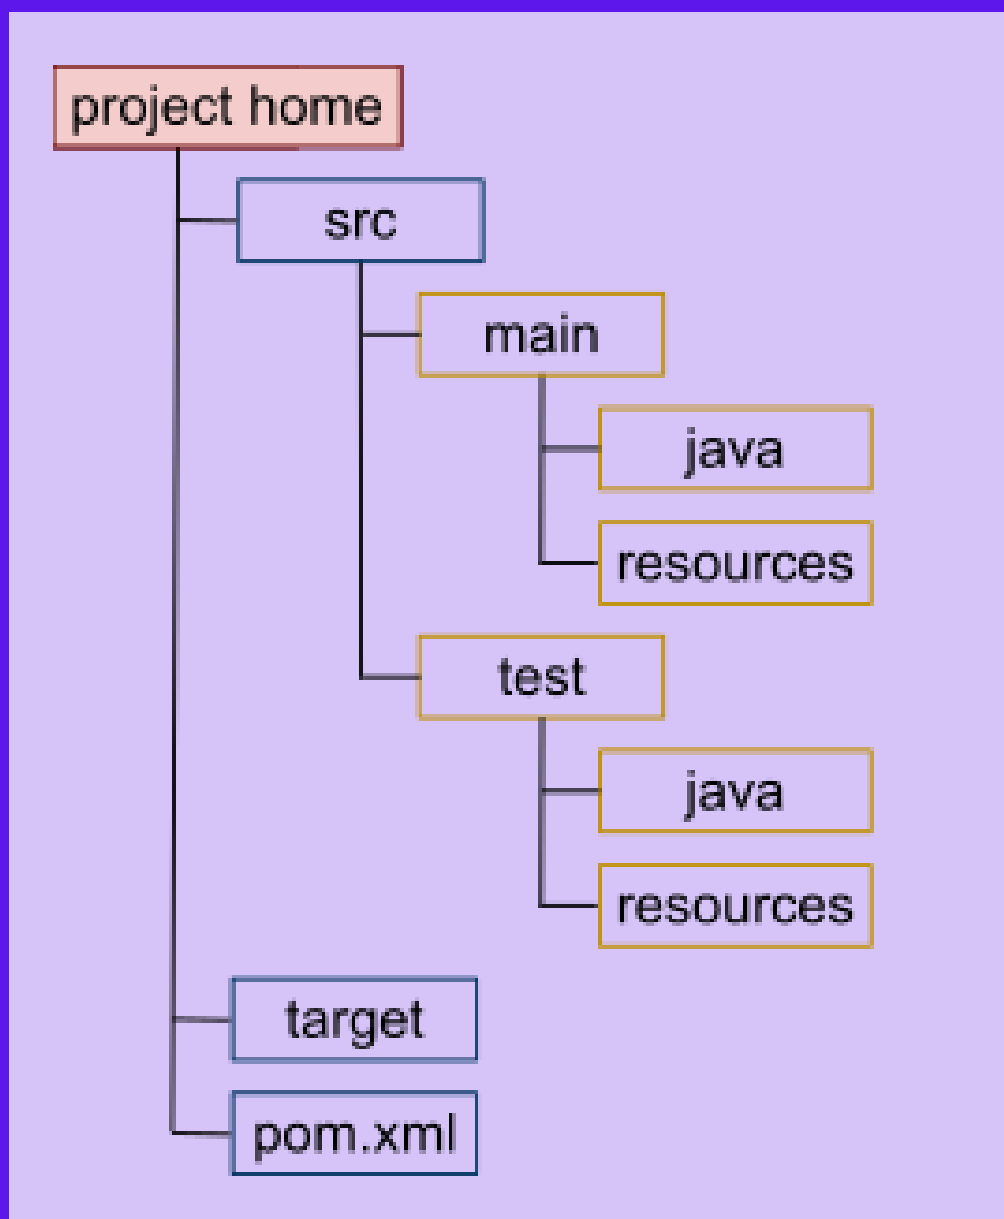 project home
src
main
java
resources
test
java
resources
target
pom.xml